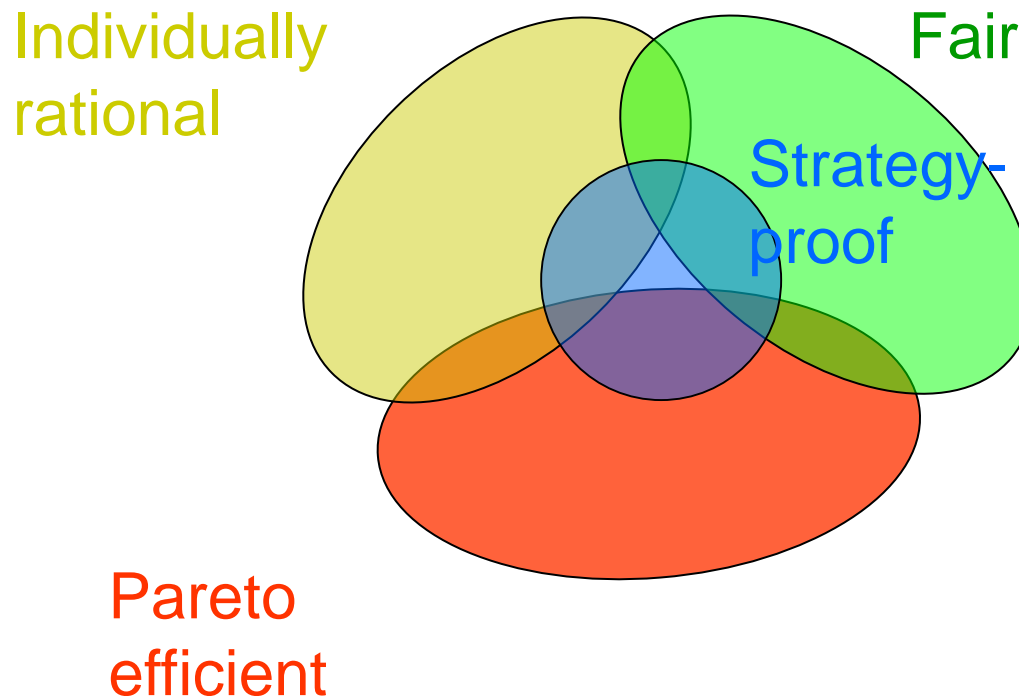 Individually
rational
Fair
Strategy-
proof
Pareto
efficient